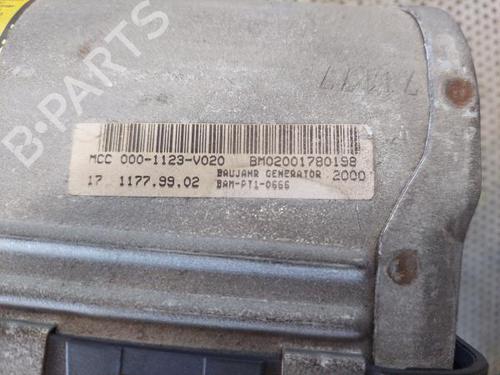 B-PARTS
MCC 000-1123-V020 BM02001780198
17 1177.99.02 BAUJAHR GENERATOR 2000
BAM-PT1-0666